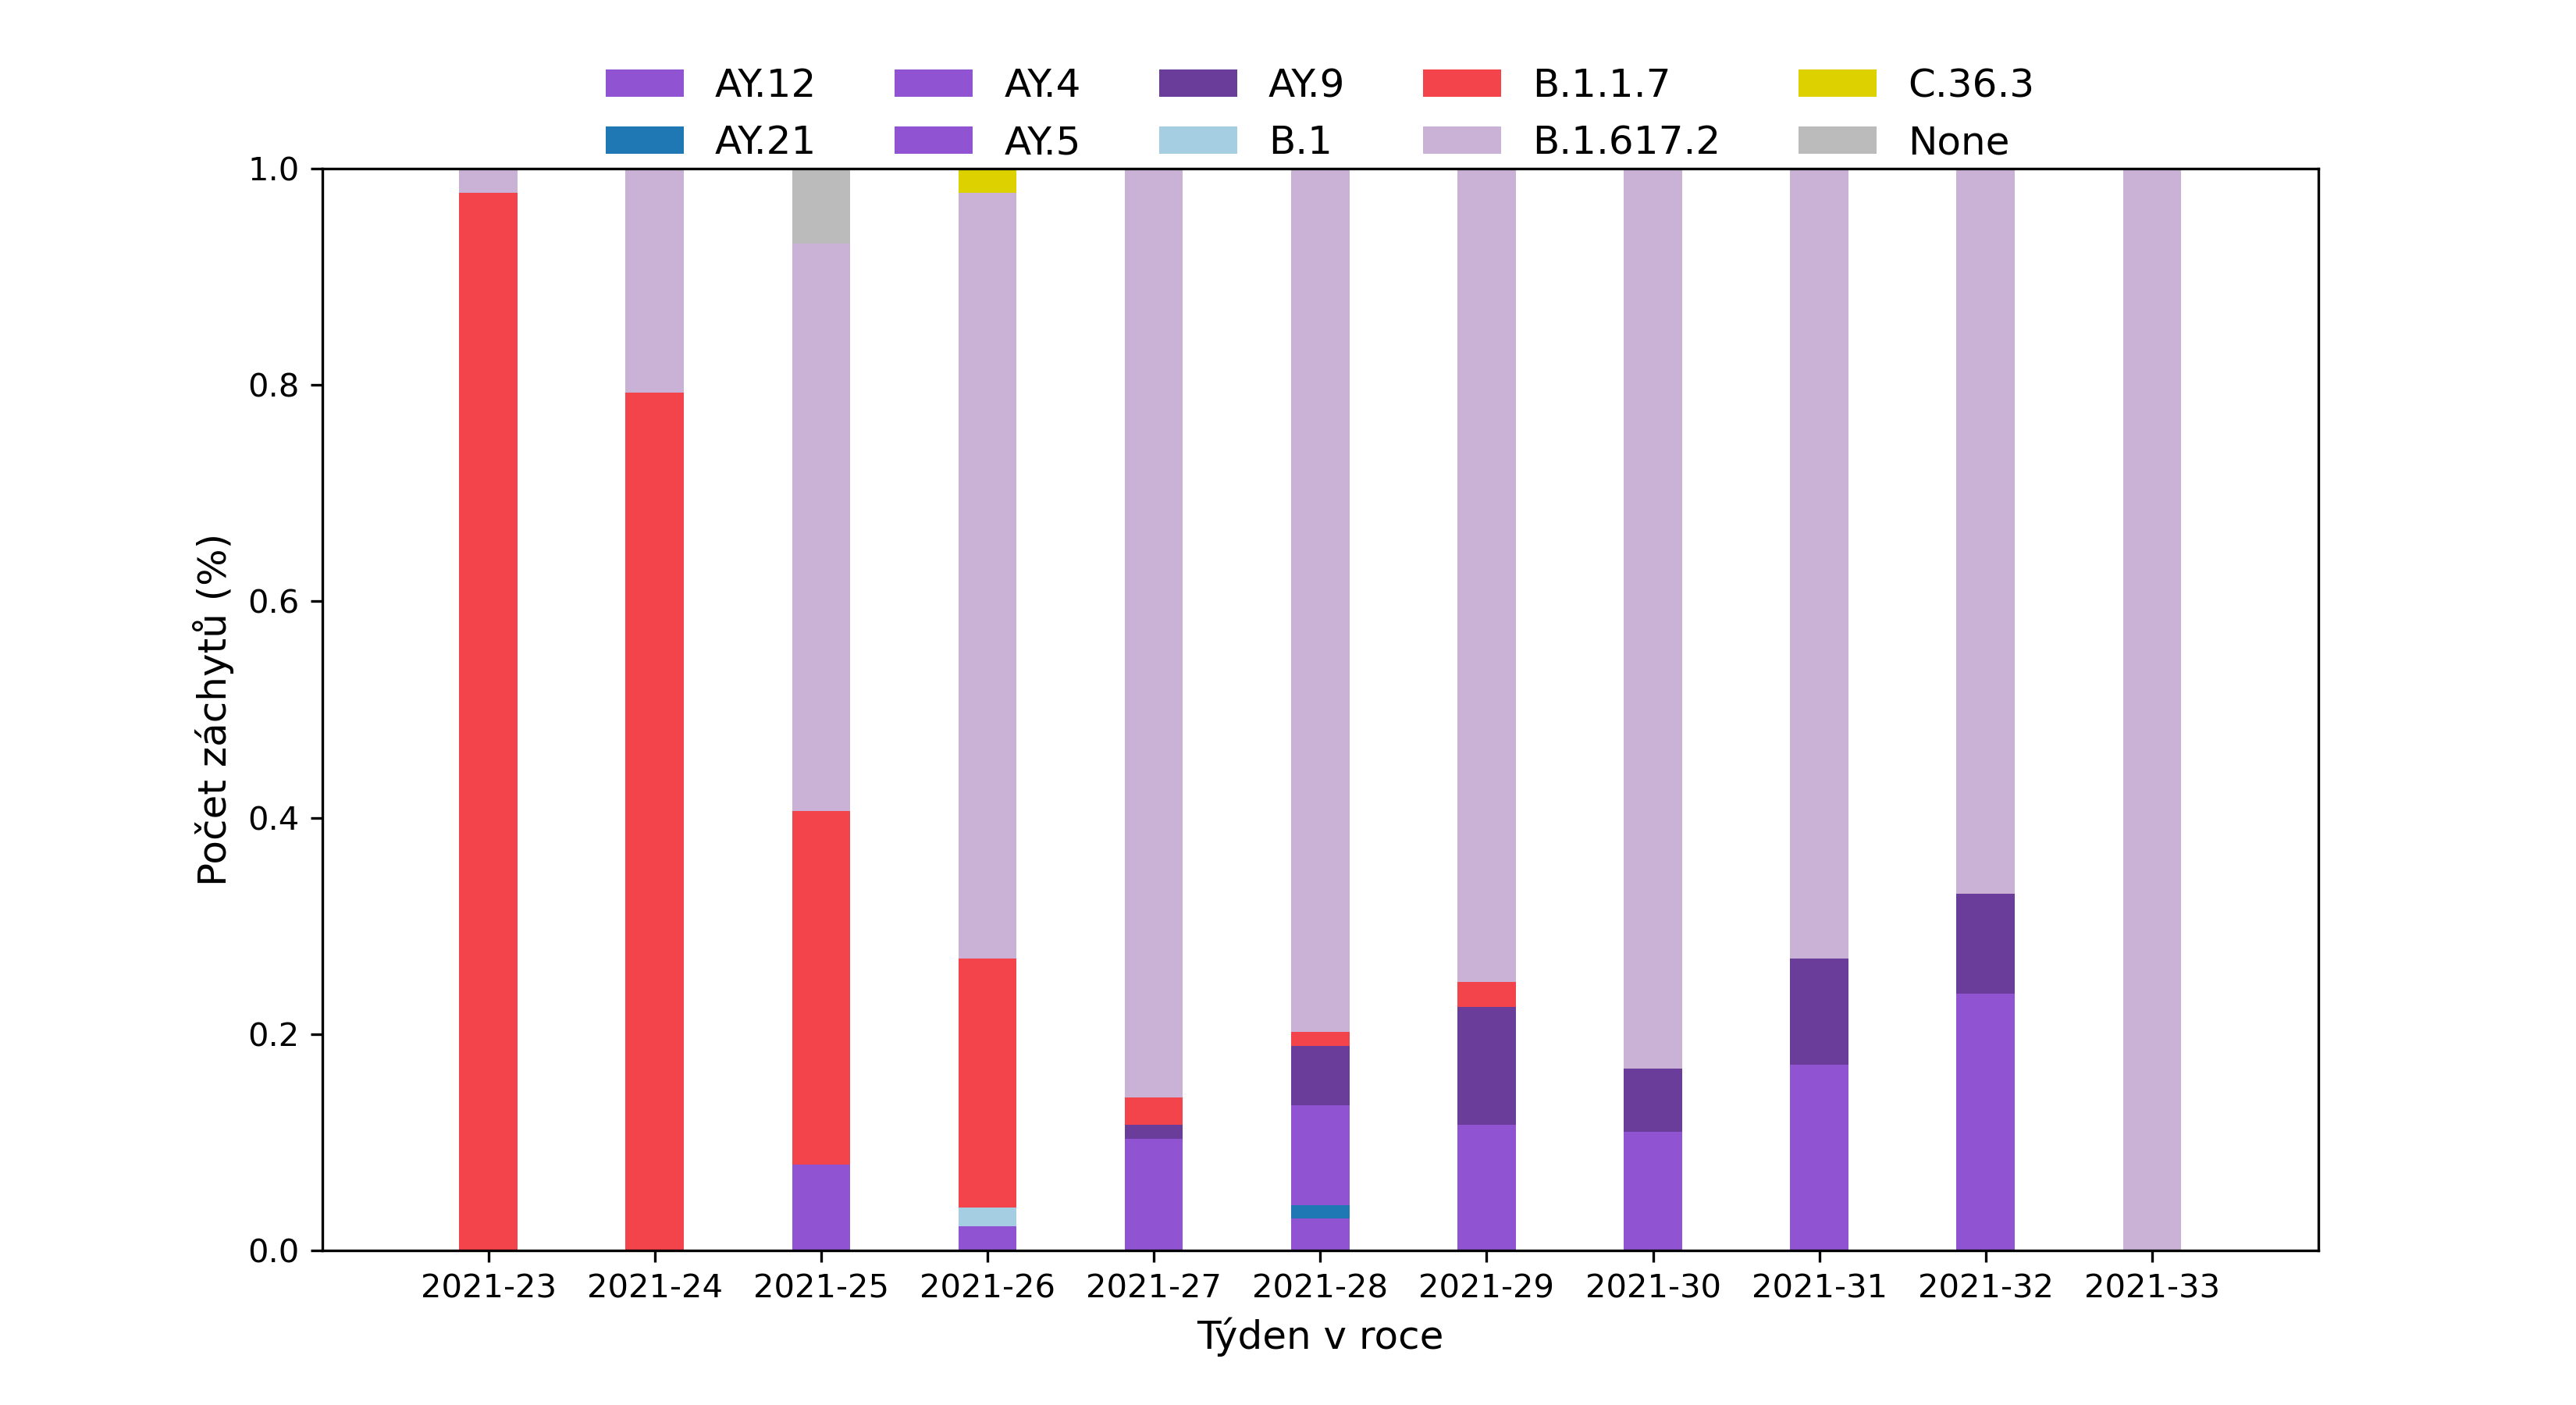 AY.12 AY.4 AY.9 B.1.1.7 C.36.3
AY.21 AY.5 B.1 B.1.617.2 None
1.0
0.8
0.6
0.4
0.2
0.0
Počet záchytů (%)
2021-23 2021-24 2021-25 2021-26 2021-27 2021-28 2021-29 2021-30 2021-31 2021-32 2021-33
Týden v roce